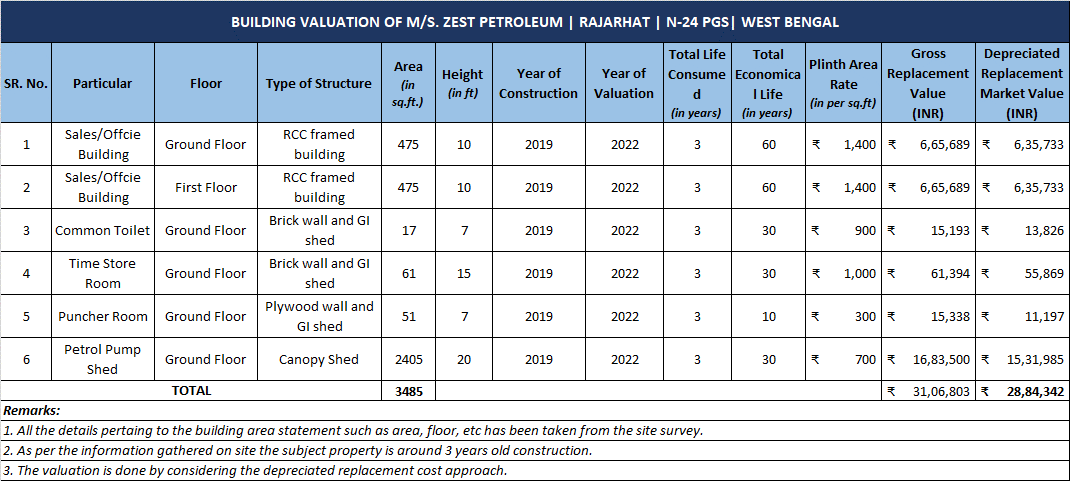 BUILDING VALUATION OF M/S. ZEST PETROLEUM | RAJARHAT | N-24 PGS| WEST BENGAL
SR. No. Particular Floor Type of Structure Area (in sq.ft.) Height (in ft) Year of Construction Year of Valuation Total Life Consume d (in years) Total Economica l Life (in years) Plinth Area Rate (in per sq.ft) Gross Replacement Value (INR) Depreciated Replacement Market Value (INR)
1 Sales/Offcie Building Ground Floor RCC framed building 475 10 2019 2022 3 60 ₹ 1,400 ₹ 6,65,689 ₹ 6,35,733
2 Sales/Offcie Building First Floor RCC framed building 475 10 2019 2022 3 60 ₹ 1,400 ₹ 6,65,689 ₹ 6,35,733
3 Common Toilet Ground Floor Brick wall and GI shed 17 7 2019 2022 3 30 ₹ 900 ₹ 15,193 ₹ 13,826
4 Time Store Room Ground Floor Brick wall and GI shed 61 15 2019 2022 3 30 ₹ 1,000 ₹ 61,394 ₹ 55,869
5 Puncher Room Ground Floor Plywood wall and GI shed 51 7 2019 2022 3 10 ₹ 300 ₹ 15,338 ₹ 11,197
6 Petrol Pump Shed Ground Floor Canopy Shed 2405 20 2019 2022 3 30 ₹ 700 ₹ 16,83,500 ₹ 15,31,985
TOTAL 3485 ₹ 31,06,803 ₹ 28,84,342
Remarks:
1. All the details pertaing to the building area statement such as area, floor, etc has been taken from the site survey.
2. As per the information gathered on site the subject property is around 3 years old construction.
3. The valuation is done by considering the depreciated replacement cost approach.